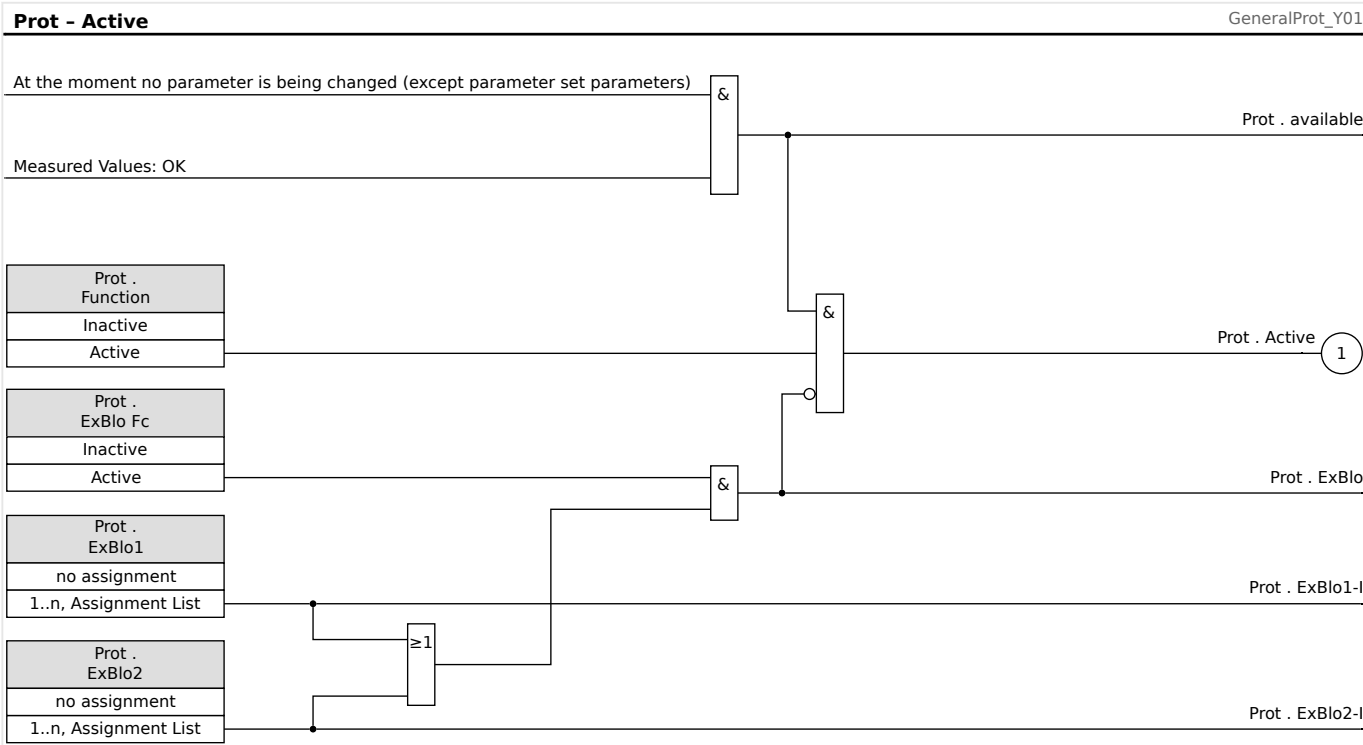 Prot – Active
GeneralProt_Y01
At the moment no parameter is being changed (except parameter set parameters)
&
Prot . available
Measured Values: OK
Prot .
Function
Inactive
Active
&
Prot . Active
1
Prot .
ExBlo Fc
Inactive
Active
&
Prot . ExBlo
Prot .
ExBlo1
no assignment
1..n, Assignment List
Prot . ExBlo1-I
≥1
Prot .
ExBlo2
no assignment
1..n, Assignment List
Prot . ExBlo2-I